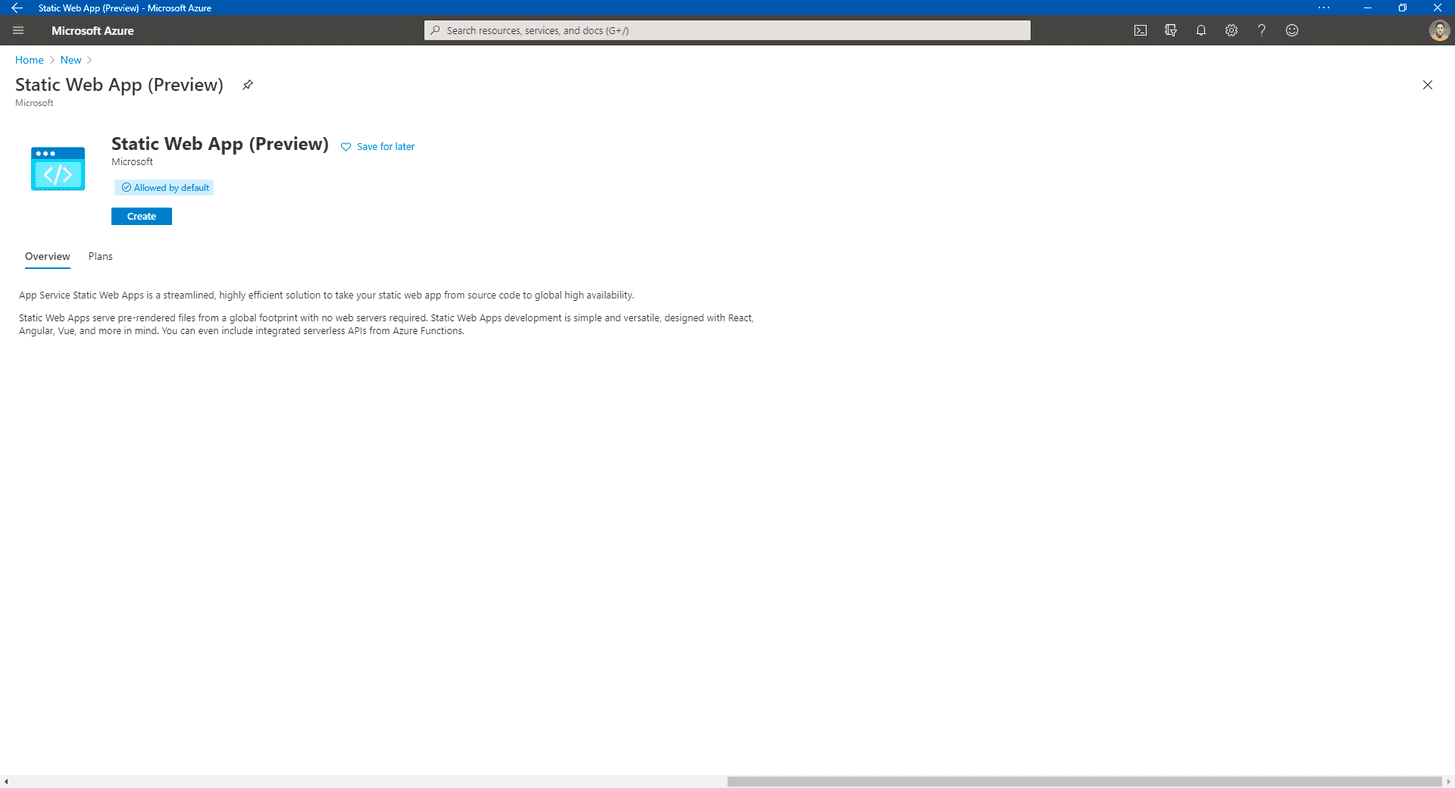 Static Web App (Preview) - Microsoft Azure
Microsoft Azure
Search resources, services, and docs (G+/)
Home > New >
Static Web App (Preview)
Microsoft
Static Web App (Preview)
Save for later
Microsoft
Allowed by default
Create
Overview Plans
App Service Static Web Apps is a streamlined, highly efficient solution to take your static web app from source code to global high availability.
Static Web Apps serve pre-rendered files from a global footprint with no web servers required. Static Web Apps development is simple and versatile, designed with React,
Angular, Vue, and more in mind. You can even include integrated serverless APIs from Azure Functions.